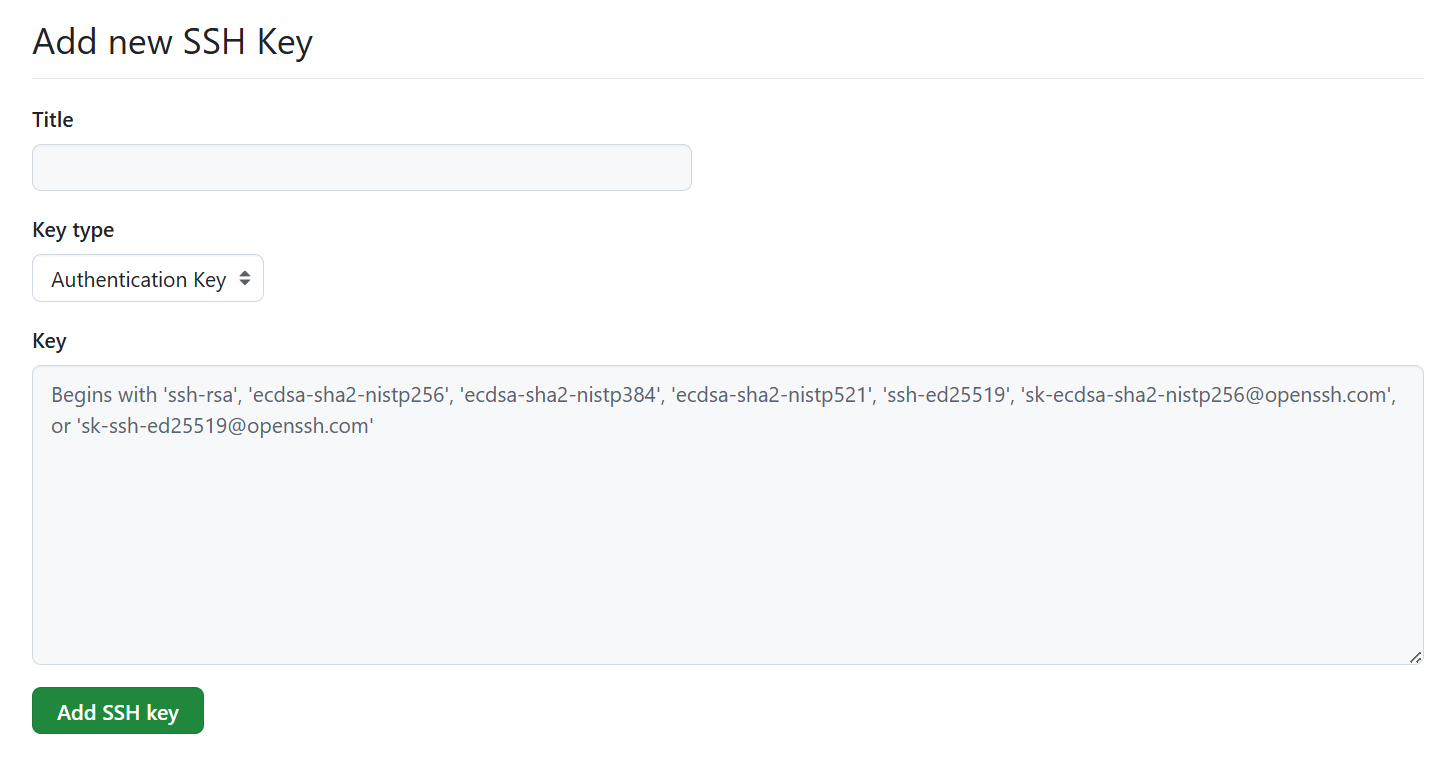 Add new SSH Key
Title
Key type
Authentication Key
Key
Begins with 'ssh-rsa', 'ecdsa-sha2-nistp256', 'ecdsa-sha2-nistp384', 'ecdsa-sha2-nistp521', 'ssh-ed25519', 'sk-ecdsa-sha2-nistp256@openssh.com',
or 'sk-ssh-ed25519@openssh.com'
Add SSH key